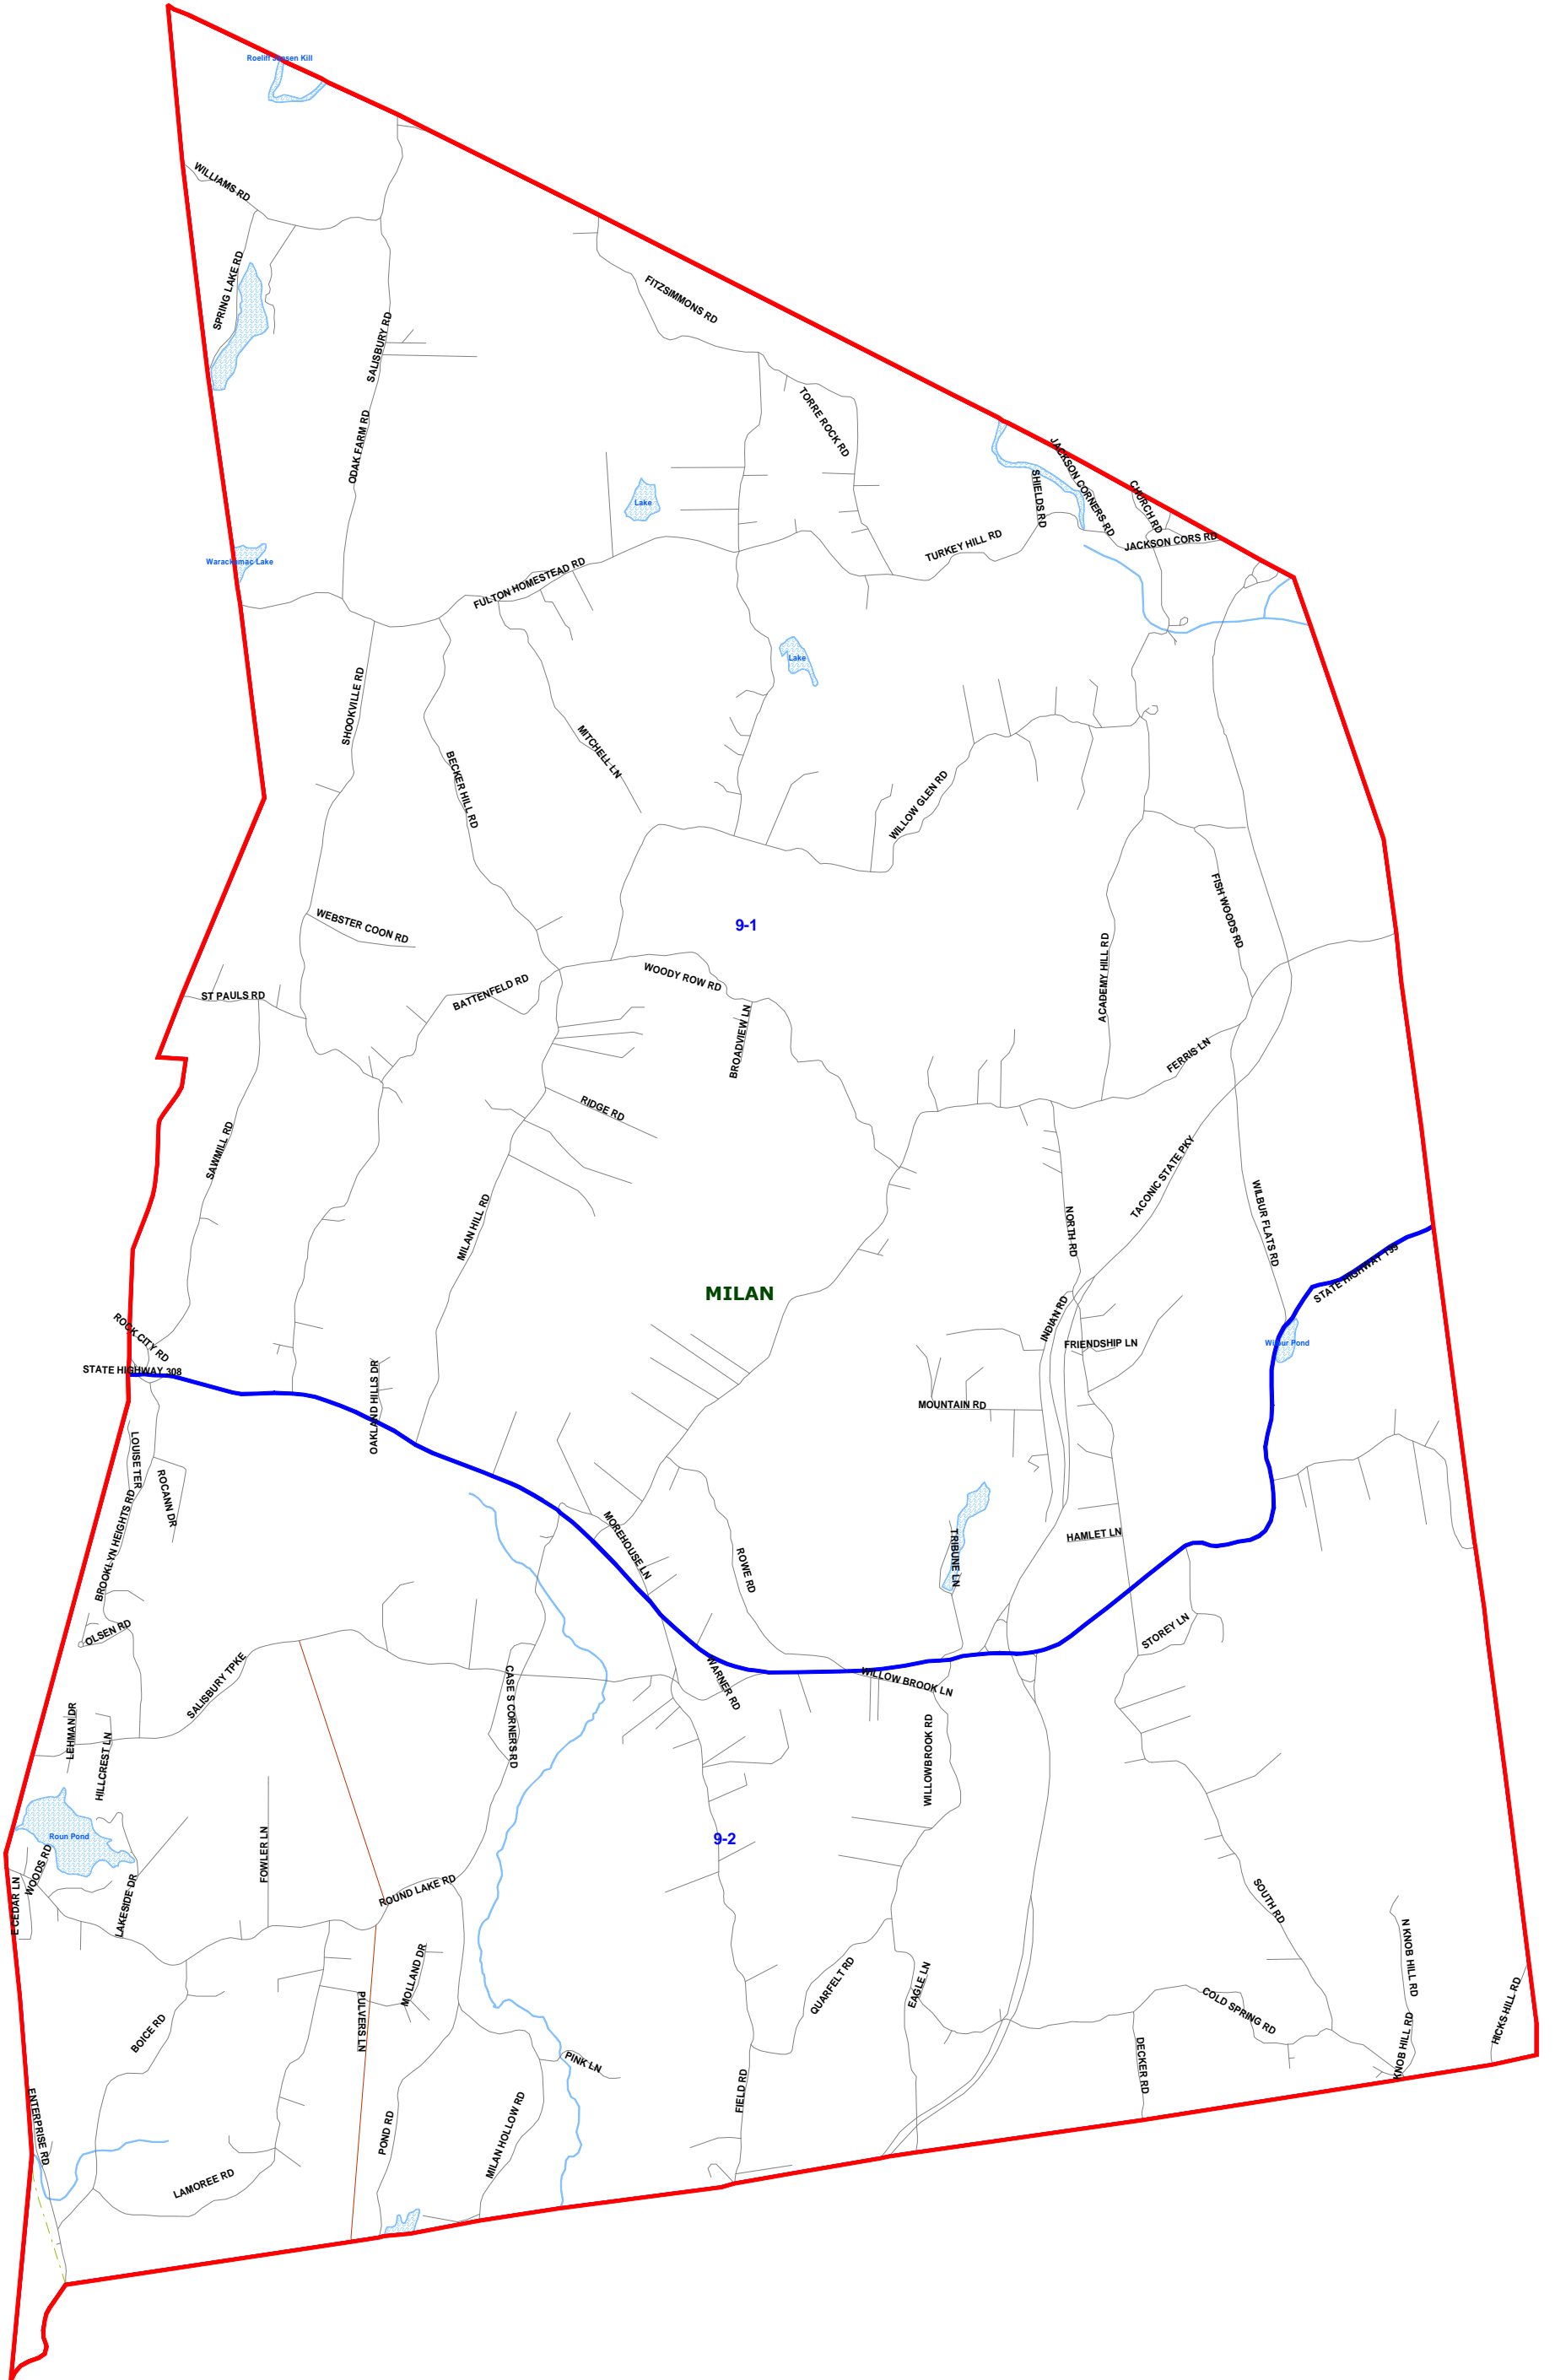 Roeliff Jansen Kill
WILLIAMS RD
SPRING LAKE RD
FITZSIMMONS RD
SALISBURY RD
ODAK FARM RD
TORRE ROCK RD
JACKSON CORNERS RD
SHIELDS RD
CHURCH RD
Lake
TURKEY HILL RD
JACKSON CORS RD
Warackamac Lake
FULTON HOMESTEAD RD
Lake
SHOOKVILLE RD
MITCHELL LN
BECKER HILL RD
WILLOW GLEN RD
WEBSTER COON RD
9-1
FISH WOODS RD
ACADEMY HILL RD
WOODY ROW RD
BATTENFELD RD
ST PAULS RD
BROADVIEW LN
FERRIS LN
RIDGE RD
SAWMILL RD
TACONIC STATE PKY
MILAN HILL RD
NORTH RD
WILBUR FLATS RD
STATE HIGHWAY 199
MILAN
INDIAN RD
ROCK CITY RD
FRIENDSHIP LN
Wilbur Pond
STATE HIGHWAY 308
OAKLAND HILLS DR
MOUNTAIN RD
LOUISE TER
ROCANN DR
BROOKLYN HEIGHTS RD
MOREHOUSE LN
ROWE RD
TRIBUNE LN
HAMLET LN
OLSEN RD
STOREY LN
SALISBURY TPKE
CASE S CORNERS RD
WARNER RD
WILLOW BROOK LN
LEHMAN DR
HILLCREST LN
WILLOWBROOK RD
Roun Pond
9-2
FOWLER LN
WOODS RD
E CEDAR LN
LAKESIDE DR
ROUND LAKE RD
SOUTH RD
N KNOB HILL RD
MOLLAND DR
QUARFELT RD
EAGLE LN
COLD SPRING RD
HICKS HILL RD
PULVERS LN
BOICE RD
KNOB HILL RD
PINK LN
DECKER RD
FIELD RD
ENTERPRISE RD
POND RD
MILAN HOLLOW RD
LAMOREE RD